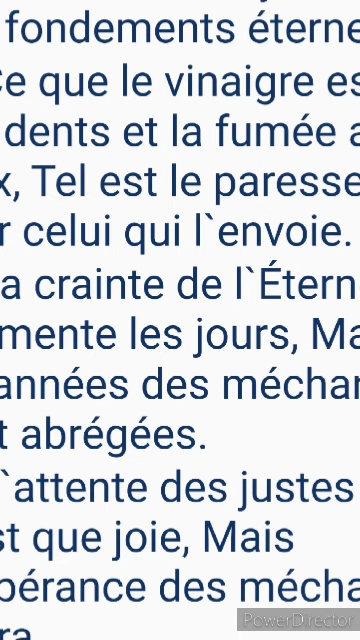 fondements éterne
Ce que le vinaigre es
dents et la fumée a
x, Tel est le paresse
r celui qui l`envoie.
a crainte de l`Étern
mente les jours, Ma
années des méchan
t abrégées.
`attente des justes
st que joie, Mais
pérance des mécha
ra
PowerDirector